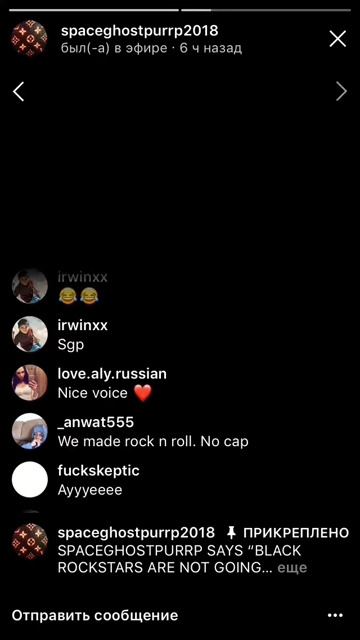 spaceghostpurrp2018
был(-а) в эфире · 6 ч назад
irwinxx
😂😂
irwinxx
Sgp
love.aly.russian
Nice voice ❤️
_anwat555
We made rock n roll. No cap
fuckskeptic
Ayyyeeee
spaceghostpurrp2018 📌 ПРИКРЕПЛЕНО
SPACEGHOSTPURRP SAYS “BLACK
ROCKSTARS ARE NOT GOING... еще
Отправить сообщение